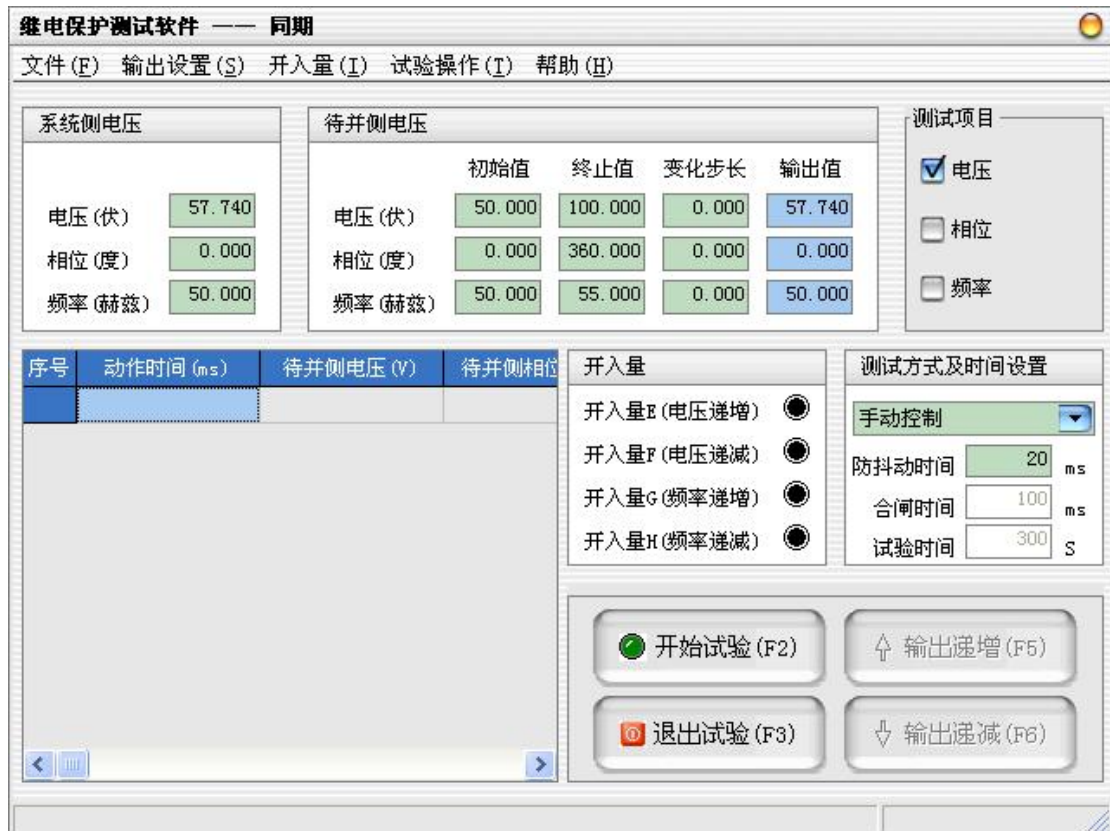 继电保护测试软件 —— 同期
文件(F) 输出设置(S) 开入量(I) 试验操作(T) 帮助(H)
系统侧电压
电压(伏) 57.740
相位(度) 0.000
频率(赫兹) 50.000
待并侧电压
初始值 终止值 变化步长 输出值
电压(伏) 50.000 100.000 0.000 57.740
相位(度) 0.000 360.000 0.000 0.000
频率(赫兹) 50.000 55.000 0.000 50.000
测试项目
电压
相位
频率
序号 动作时间(ms) 待并侧电压(V) 待并侧相位
开入量
开入量E(电压递增)
开入量F(电压递减)
开入量G(频率递增)
开入量H(频率递减)
测试方式及时间设置
手动控制
防抖动时间 20 ms
合闸时间 100 ms
试验时间 300 S
开始试验(F2)
输出递增(F5)
退出试验(F3)
输出递减(F6)